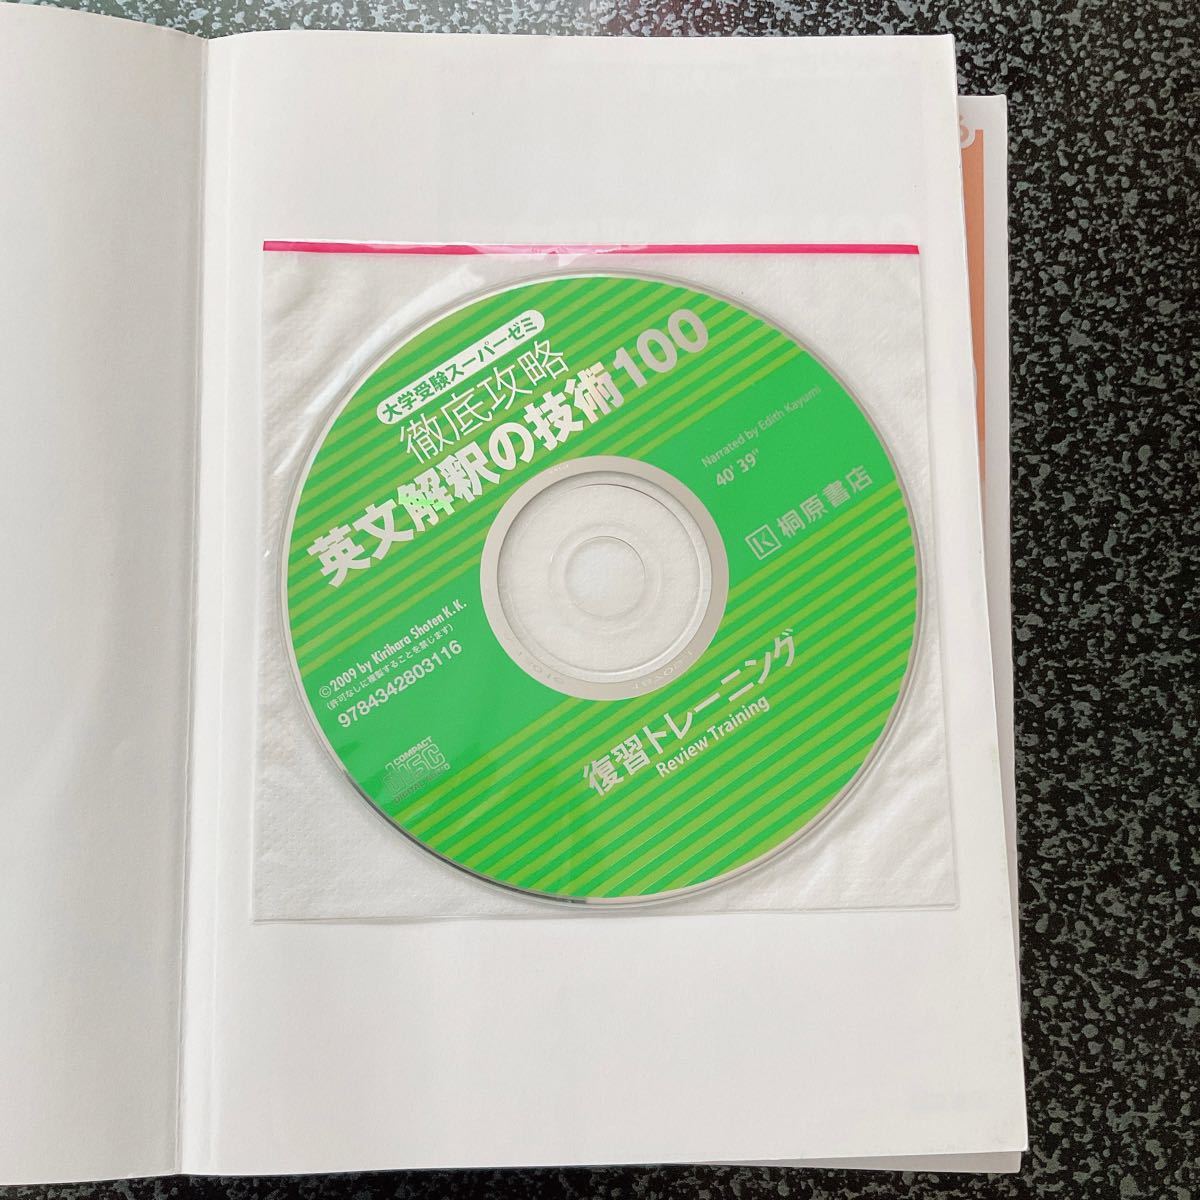 大学受験スーパーゼミ
徹底攻略
英文解釈の技術100
Narrated by Edith Kayumi
40' 39"
桐原書店
©2009 by Kirihara Shoten K.K.
(許可なしに複製することを禁じます)
9784342803116
COMPACT
disc
DIGITAL AUDIO
復習トレーニング
Review Training